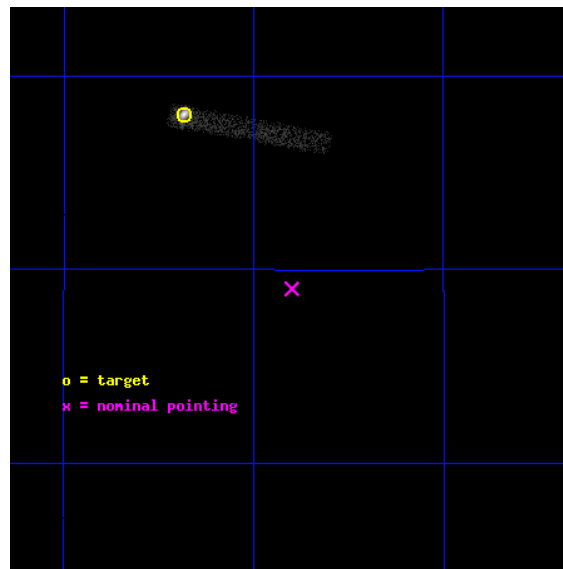 o = target
x = nominal pointing